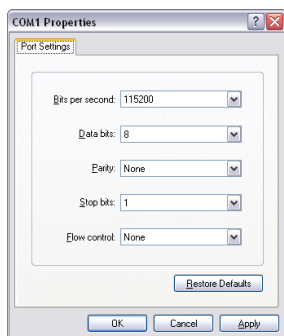 COM1 Properties
Port Settings
Bits per second: 115200
Data bits: 8
Parity: None
Stop bits: 1
Flow control: None
Restore Defaults
OK Cancel Apply